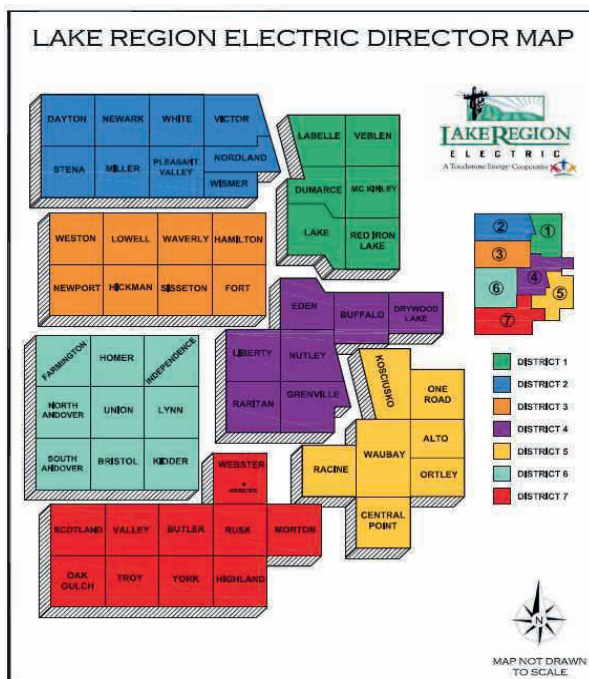 LAKE REGION ELECTRIC DIRECTOR MAP
DAYTON
NEWARK
WHITE
VICTOR
STENA
MILLER
PLEASANT
VALLEY
NORDLAND
WISMER
LABELLE
VEBLEN
DUMARCE
MC KINLEY
LAKE
RED IRON
LAKE
LAKE REGION
ELECTRIC
A Touchstone Energy Cooperative
WESTON
LOWELL
WAVERLY
HAMILTON
NEWPORT
HICKMAN
SISSETON
FORT
2
1
3
4
6
5
7
EDEN
BUFFALO
DRYWOOD
LAKE
LIBERTY
NUTLEY
RARITAN
GRENVILLE
FARMINGTON
HOMER
INDEPENDENCE
NORTH
ANDOVER
UNION
LYNN
SOUTH
ANDOVER
BRISTOL
KIDDER
KOSCIUSKO
ONE
ROAD
WAUBAY
ALTO
RACINE
ORTLEY
CENTRAL
POINT
DISTRICT 1
DISTRICT 2
DISTRICT 3
DISTRICT 4
DISTRICT 5
DISTRICT 6
DISTRICT 7
WEBSTER
WEBSTER
SCOTLAND
VALLEY
BUTLER
RUSK
MORTON
OAK
GULCH
TROY
YORK
HIGHLAND
N
MAP NOT DRAWN
TO SCALE